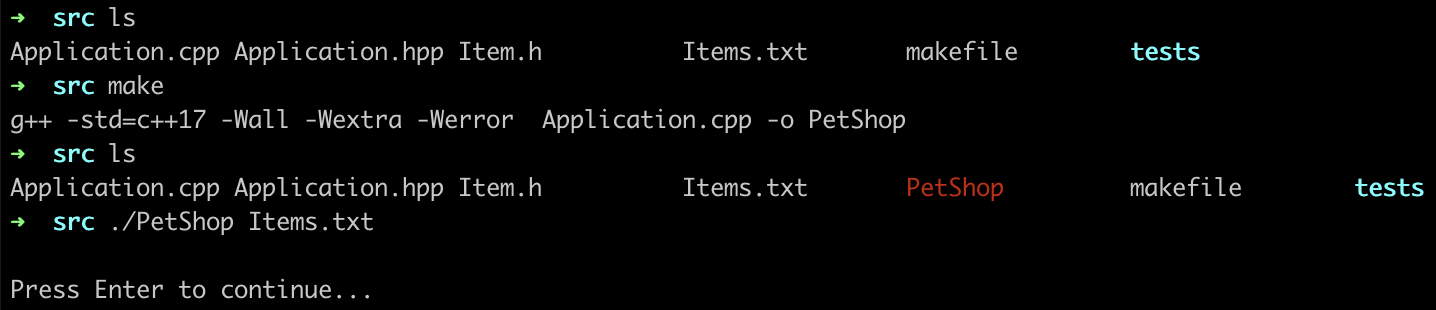 ➜  src ls
Application.cpp Application.hpp Item.h          Items.txt       makefile        tests
➜  src make
g++ -std=c++17 -Wall -Wextra -Werror  Application.cpp -o PetShop
➜  src ls
Application.cpp Application.hpp Item.h          Items.txt       PetShop         makefile        tests
➜  src ./PetShop Items.txt
Press Enter to continue...